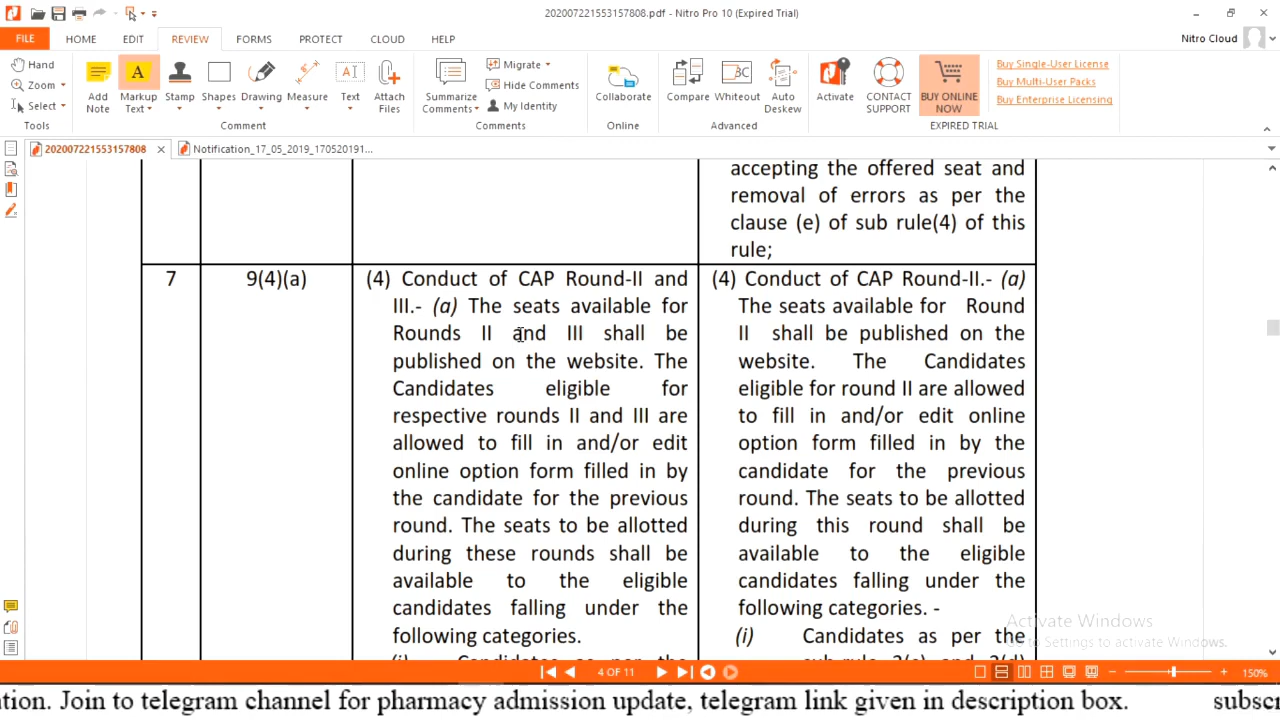 202007221553157808.pdf - Nitro Pro 10 (Expired Trial)
FILE HOME EDIT REVIEW FORMS PROTECT CLOUD HELP Nitro Cloud
Hand
Zoom
Select
Tools
Add Note
Markup Text
Stamp
Shapes
Drawing
Measure
Text
Attach Files
Comment
Summarize Comments
Migrate
Hide Comments
My Identity
Comments
Collaborate
Online
Compare
Whiteout
Auto Deskew
Advanced
Activate
CONTACT SUPPORT
BUY ONLINE NOW
Buy Single-User License
Buy Multi-User Packs
Buy Enterprise Licensing
EXPIRED TRIAL
202007221553157808
Notification_17_05_2019_170520191...
accepting the offered seat and
removal of errors as per the
clause (e) of sub rule(4) of this
rule;
7
9(4)(a)
(4) Conduct of CAP Round-II and
III.- (a) The seats available for
Rounds II and III shall be
published on the website. The
Candidates eligible for
respective rounds II and III are
allowed to fill in and/or edit
online option form filled in by
the candidate for the previous
round. The seats to be allotted
during these rounds shall be
available to the eligible
candidates falling under the
following categories.
(i) Candidates as per the
(4) Conduct of CAP Round-II.- (a)
The seats available for Round
II shall be published on the
website. The Candidates
eligible for round II are allowed
to fill in and/or edit online
option form filled in by the
candidate for the previous
round. The seats to be allotted
during this round shall be
available to the eligible
candidates falling under the
following categories. -
(i) Candidates as per the
sub-rule 2(c) and 2(d)
Activate Windows
Go to Settings to activate Windows.
4 OF 11
150%
ation. Join to telegram channel for pharmacy admission update, telegram link given in description box. subscr